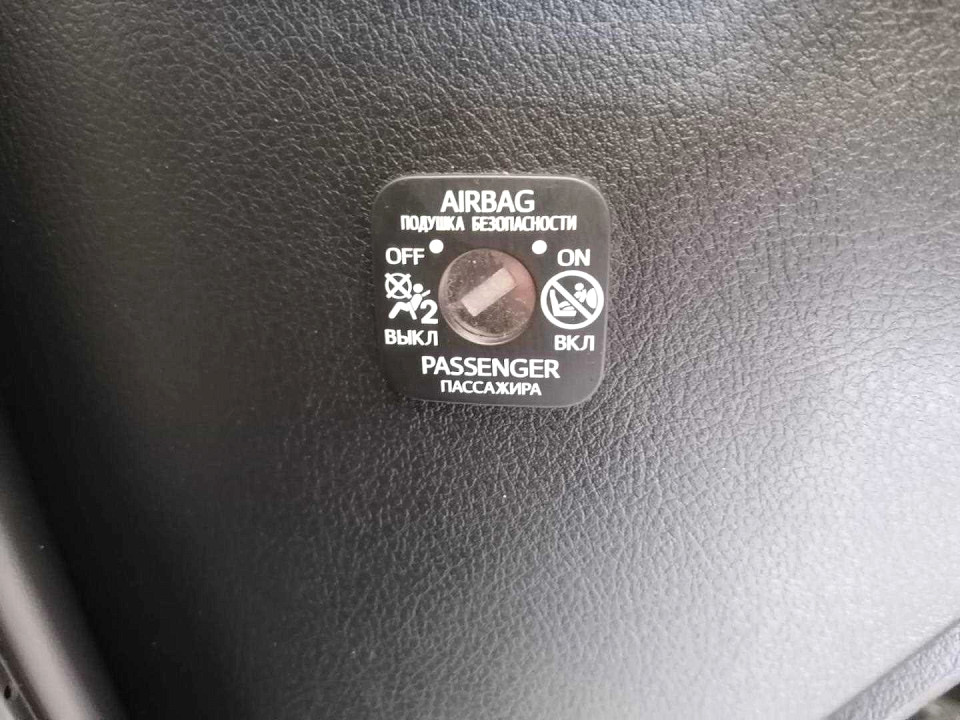 AIRBAG
ПОДУШКА БЕЗОПАСНОСТИ
OFF ON
2
ВЫКЛ ВКЛ
PASSENGER
ПАССАЖИРА